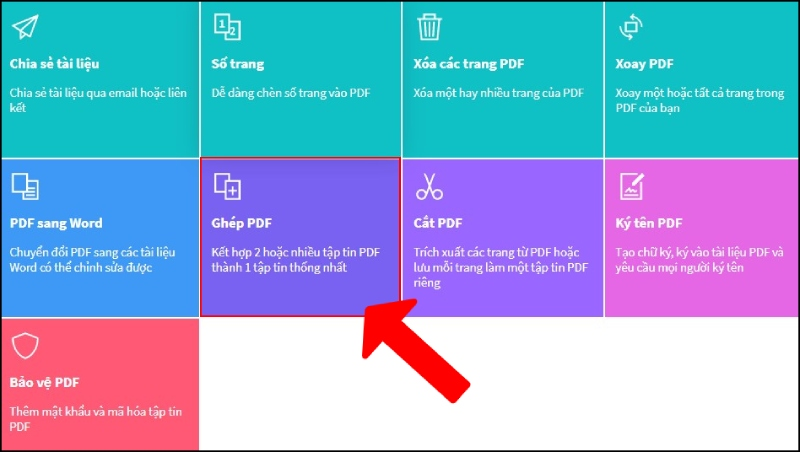 Chia sẻ tài liệu
Chia sẻ tài liệu qua email hoặc liên
kết
1
2
Số trang
Dễ dàng chèn số trang vào PDF
Xóa các trang PDF
Xóa một hay nhiều trang của PDF
Xoay PDF
Xoay một hoặc tất cả trang trong
PDF của bạn
PDF sang Word
Chuyển đổi PDF sang các tài liệu
Word có thể chỉnh sửa được
Ghép PDF
Kết hợp 2 hoặc nhiều tập tin PDF
thành 1 tập tin thống nhất
Cắt PDF
Trích xuất các trang từ PDF hoặc
lưu mỗi trang làm một tập tin PDF
riêng
Ký tên PDF
Tạo chữ ký, ký vào tài liệu PDF và
yêu cầu mọi người ký tên
Bảo vệ PDF
Thêm mật khẩu và mã hóa tập tin
PDF